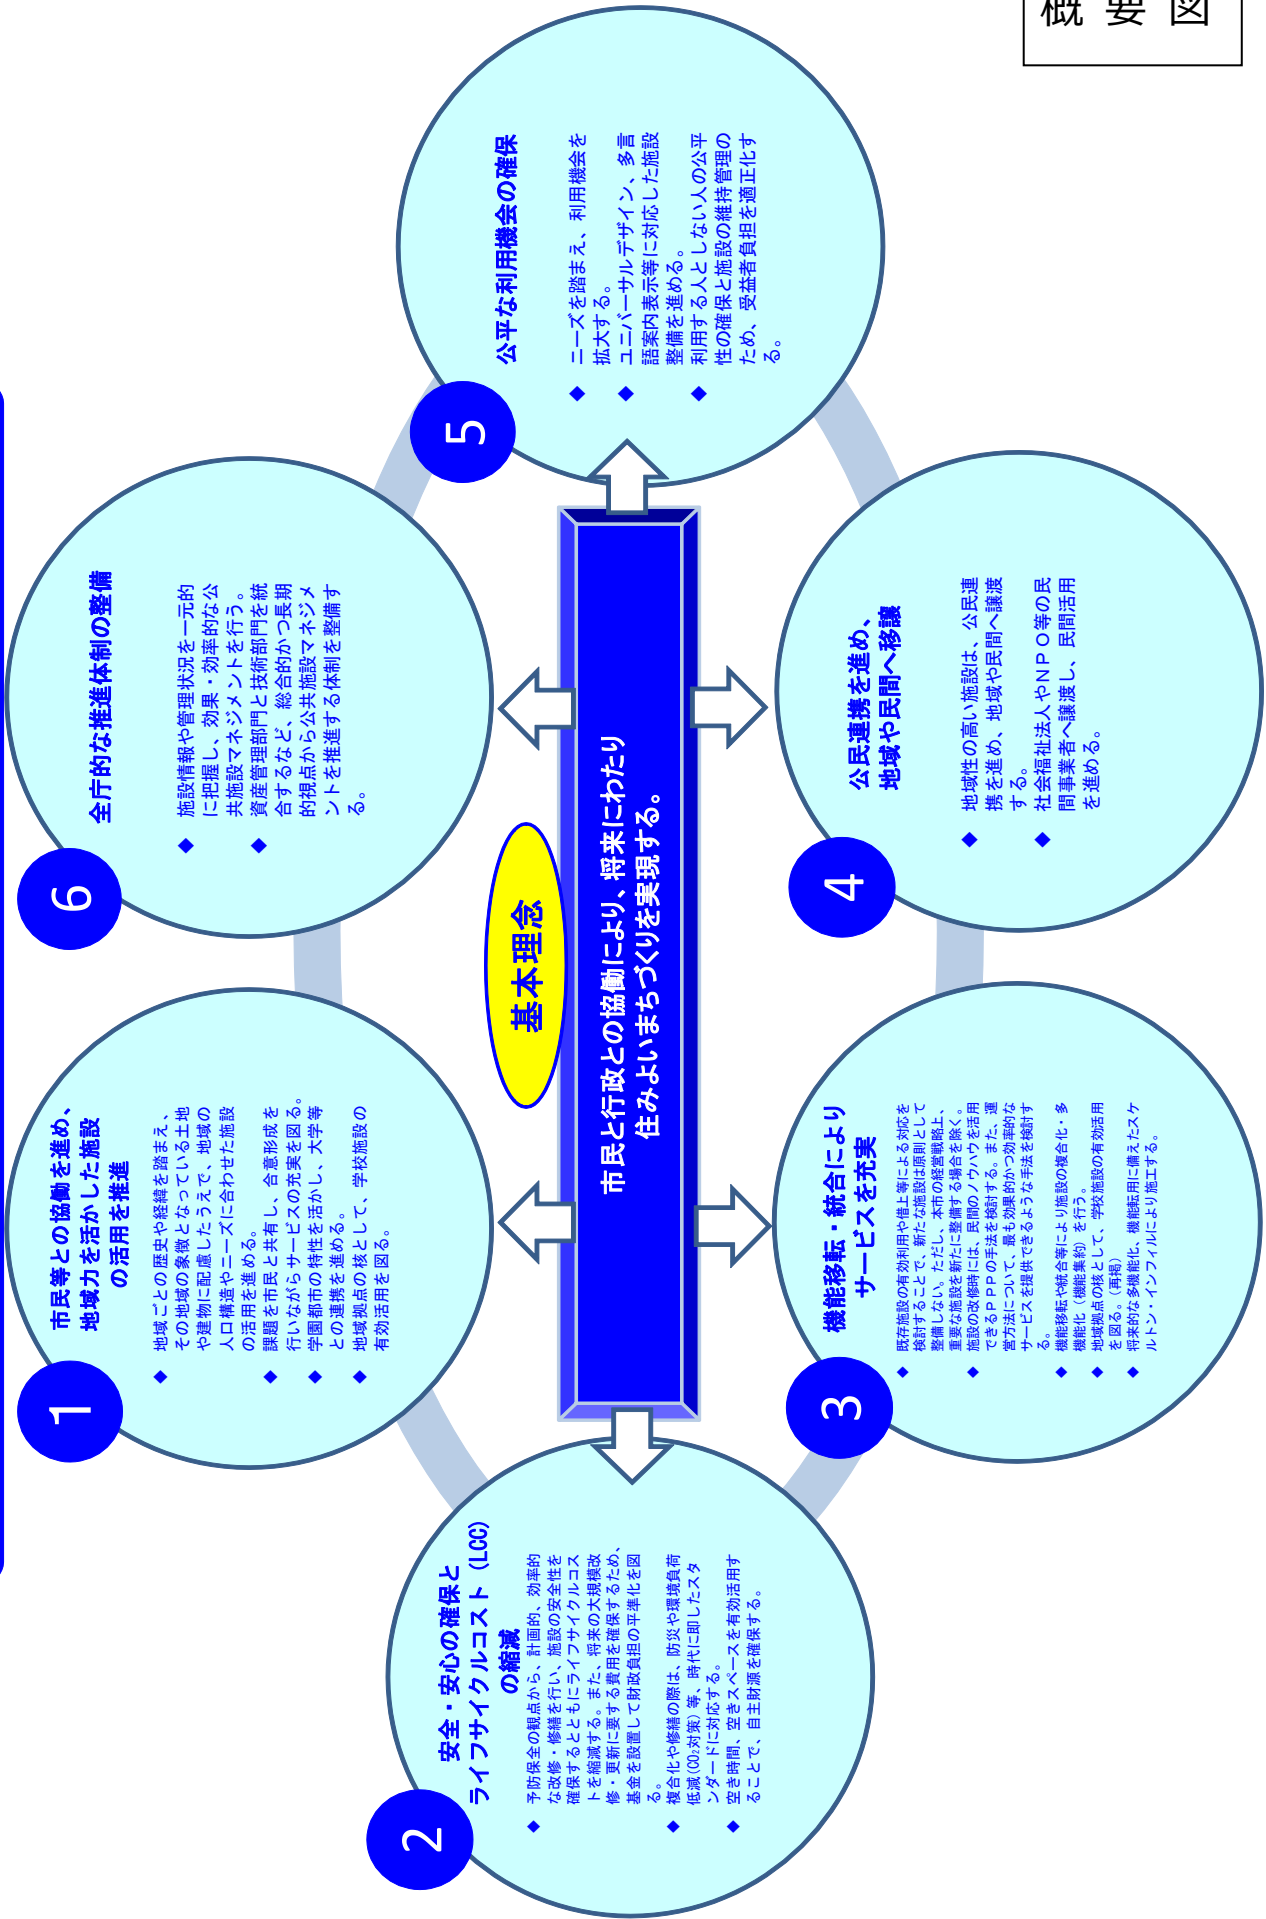 概要図
基本理念
市民と行政との協働により、将来にわたり
住みよいまちづくりを実現する。
1
市民等との協働を進め、
地域力を活かした施設
の活用を推進
◆ 地域ごとの歴史や経緯を踏まえ、
その地域の象徴となっている土地
や建物に配慮したうえで、地域の
人口構造やニーズに合わせた施設
の活用を進める。
◆ 課題を市民と共有し、合意形成を
行いながらサービスの充実を図る。
◆ 学園都市の特性を活かし、大学等
との連携を進める。
◆ 地域拠点の核として、学校施設の
有効活用を図る。
2
安全・安心の確保と
ライフサイクルコスト（LCC）
の縮減
◆ 予防保全の観点から、計画的、効率的
な改修・修繕を行い、施設の安全性を
確保するとともにライフサイクルコス
トを縮減する。また、将来の大規模改
修・更新に要する費用を確保するため、
基金を設置して財政負担の平準化を図
る。
◆ 複合化や修繕の際は、防災や環境負荷
低減(CO₂対策)等、時代に即したスタ
ンダードに対応する。
◆ 空き時間、空きスペースを有効活用す
ることで、自主財源を確保する。
3
機能移転・統合により
サービスを充実
◆ 既存施設の有効利用や借上等による対応を
検討することで、新たな施設は原則として
整備しない。ただし、本市の経営戦略上、
重要な施設を新たに整備する場合を除く。
◆ 施設の改修時には、民間のノウハウを活用
できるＰＰＰの手法を検討する。また、運
営方法について、最も効果的かつ効率的な
サービスを提供できるような手法を検討す
る。
◆ 機能移転や統合等により施設の複合化・多
機能化（機能集約）を行う。
◆ 地域拠点の核として、学校施設の有効活用
を図る。（再掲）
◆ 将来的な多機能化、機能転用に備えたスケ
ルトン・インフィルにより施工する。
4
公民連携を進め、
地域や民間へ移譲
◆ 地域性の高い施設は、公民連
携を進め、地域や民間へ譲渡
する。
◆ 社会福祉法人やＮＰＯ等の民
間事業者へ譲渡し、民間活用
を進める。
5
公平な利用機会の確保
◆ ニーズを踏まえ、利用機会を
拡大する。
◆ ユニバーサルデザイン、多言
語案内表示等に対応した施設
整備を進める。
◆ 利用する人としない人の公平
性の確保と施設の維持管理の
ため、受益者負担を適正化す
る。
6
全庁的な推進体制の整備
◆ 施設情報や管理状況を一元的
に把握し、効果・効率的な公
共施設マネジメントを行う。
◆ 資産管理部門と技術部門を統
合するなど、総合的かつ長期
的視点から公共施設マネジメ
ントを推進する体制を整備す
る。